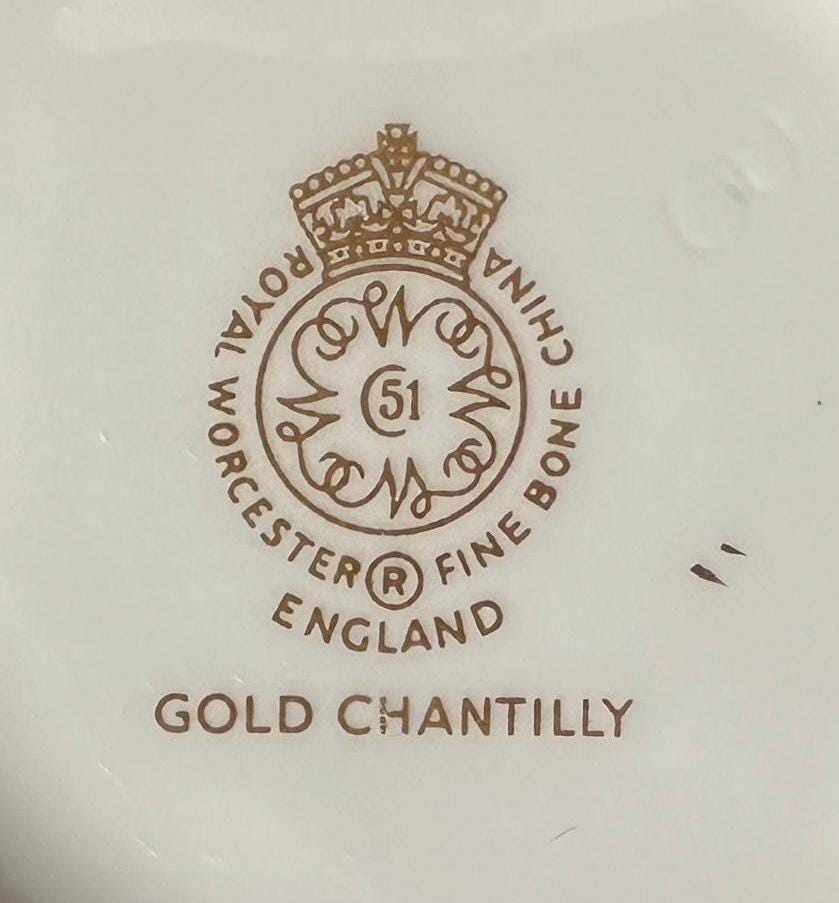 ROYAL WORCESTER ® FINE BONE CHINA
51
ENGLAND
GOLD CHANTILLY